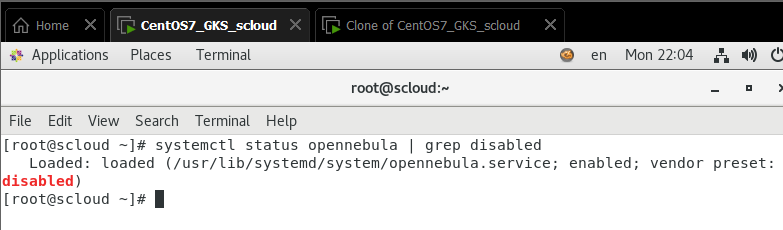 Home
CentOS7_GKS_scloud
Clone of CentOS7_GKS_scloud
Applications Places Terminal en Mon 22:04
root@scloud:~
File Edit View Search Terminal Help
[root@scloud ~]# systemctl status opennebula | grep disabled
   Loaded: loaded (/usr/lib/systemd/system/opennebula.service; enabled; vendor preset:
disabled)
[root@scloud ~]#